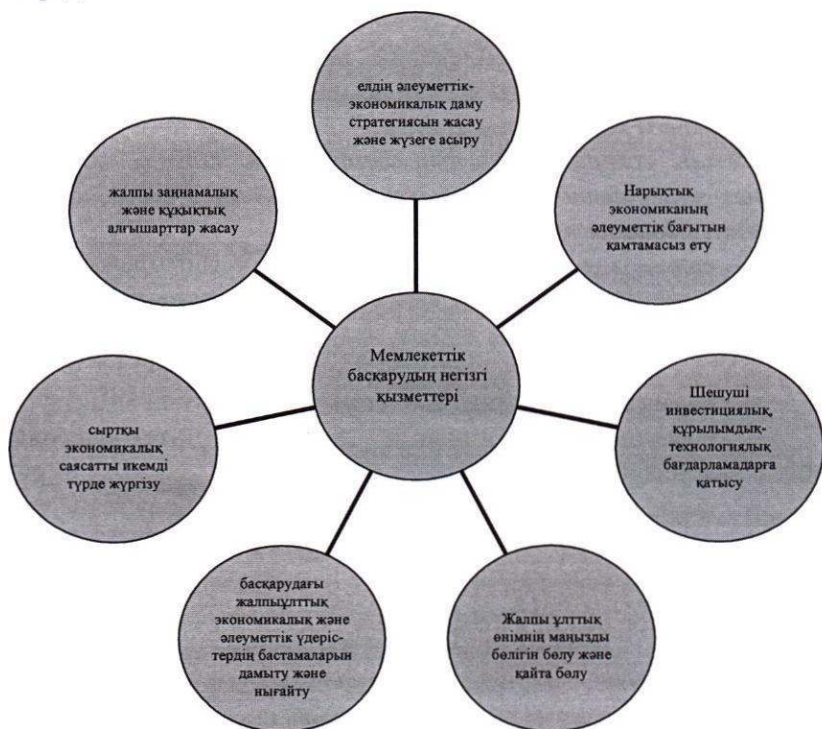 елдің әлеуметтік-
экономикалық даму
стратегиясын жасау
және жүзеге асыру
жалпы заңнамалық
және құқықтық
алғышарттар жасау
Нарықтық
экономиканың
әлеуметтік бағытын
қамтамасыз ету
Мемлекеттік
басқарудың негізгі
қызметтері
сыртқы
экономикалық
саясатты икемді
түрде жүргізу
Шешуші
инвестициялық,
құрылымдық-
технологиялық
бағдарламадарға
қатысу
басқарудағы
жалпыұлттық
экономикалық және
әлеуметтік үдеріс-
тердің бастамаларын
дамыту және
нығайту
Жалпы ұлттық
өнімнің маңызды
бөлігін бөлу және
қайта бөлу